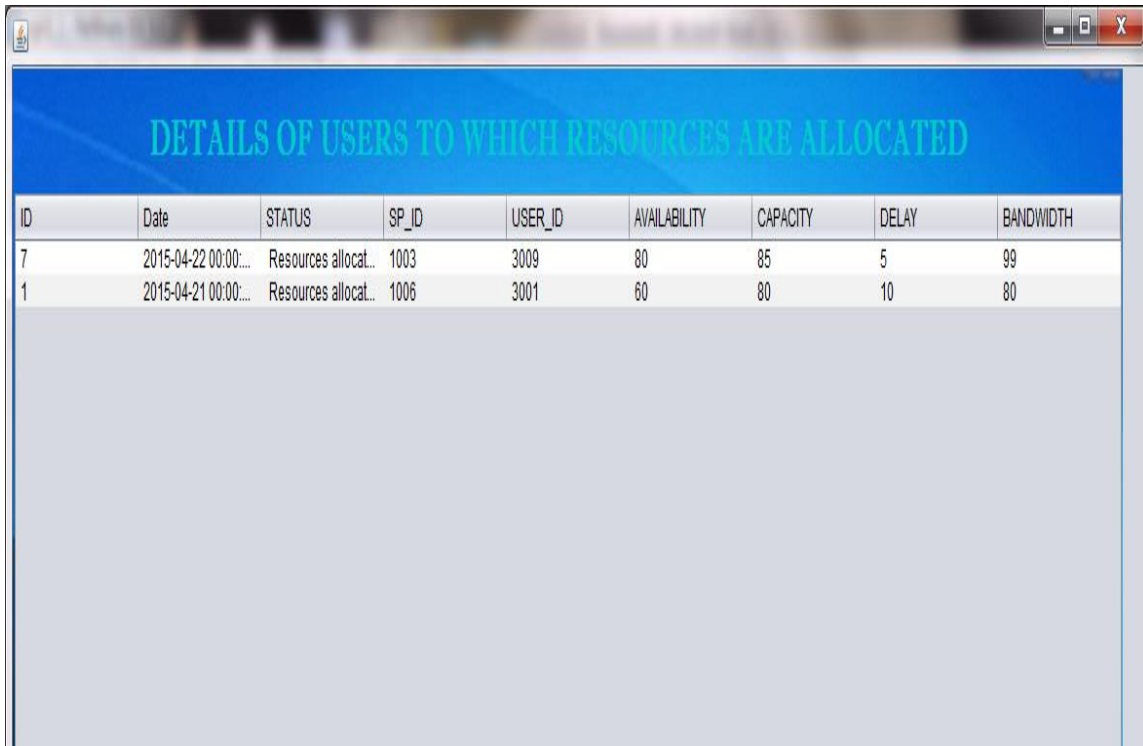 DETAILS OF USERS TO WHICH RESOURCES ARE ALLOCATED
ID Date STATUS SP_ID USER_ID AVAILABILITY CAPACITY DELAY BANDWIDTH
7 2015-04-22 00:00:... Resources allocat... 1003 3009 80 85 5 99
1 2015-04-21 00:00:... Resources allocat... 1006 3001 60 80 10 80